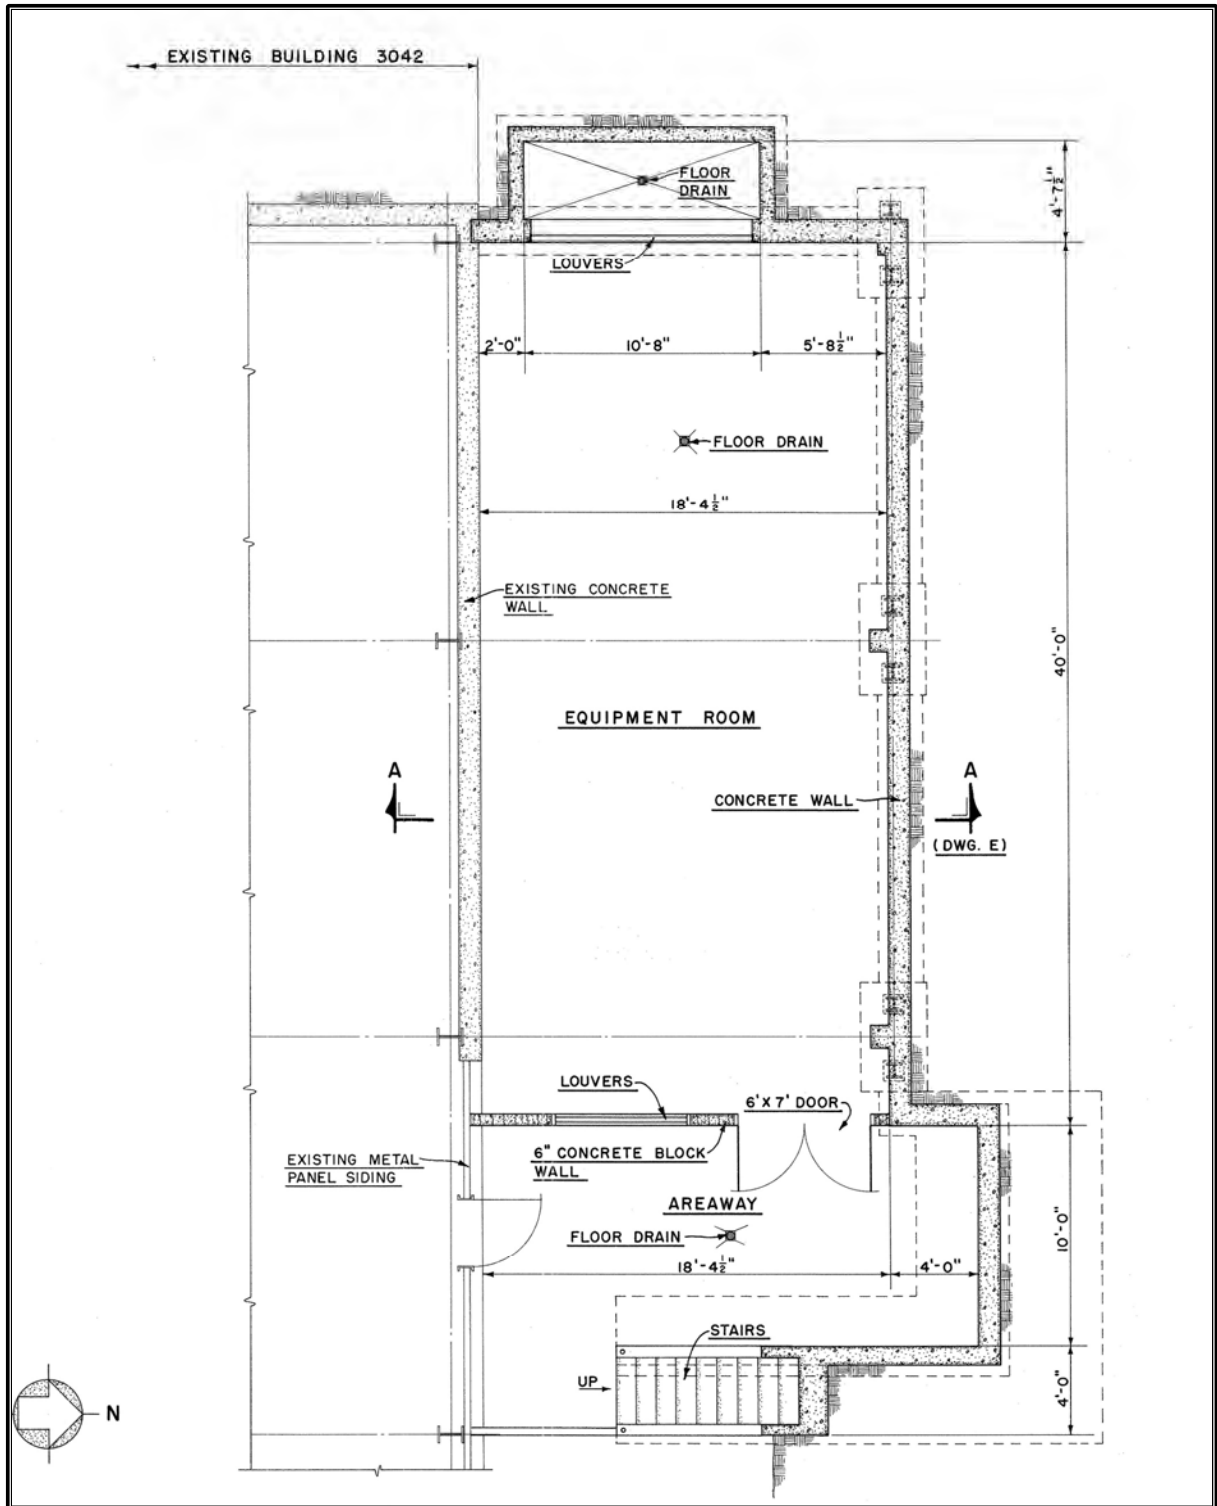 EXISTING BUILDING 3042
FLOOR
DRAIN
4'-7½"
LOUVERS
2'-0"
10'-8"
5'-8½"
FLOOR DRAIN
18'-4½"
EXISTING CONCRETE
WALL
40'-0"
EQUIPMENT ROOM
A
A
CONCRETE WALL
(DWG. E)
LOUVERS
6'X 7' DOOR
6" CONCRETE BLOCK
WALL
EXISTING METAL
PANEL SIDING
AREAWAY
FLOOR DRAIN
10'-0"
18'-4½"
4'-0"
STAIRS
UP
4'-0"
N